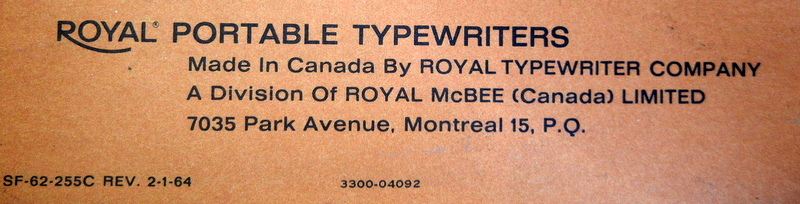 ROYAL® PORTABLE TYPEWRITERS
Made In Canada By ROYAL TYPEWRITER COMPANY
A Division Of ROYAL McBEE (Canada) LIMITED
7035 Park Avenue, Montreal 15, P.Q.
SF-62-255C REV. 2-1-64 3300-04092